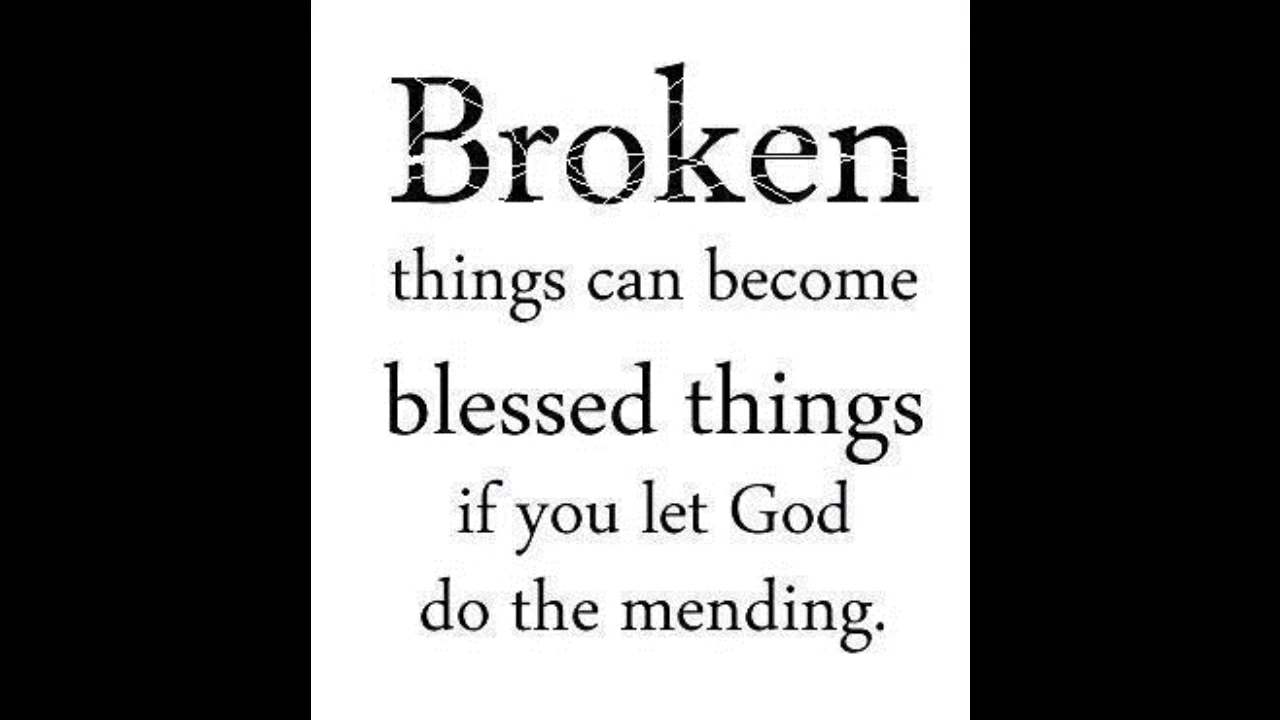 Broken
things can become
blessed things
if you let God
do the mending.